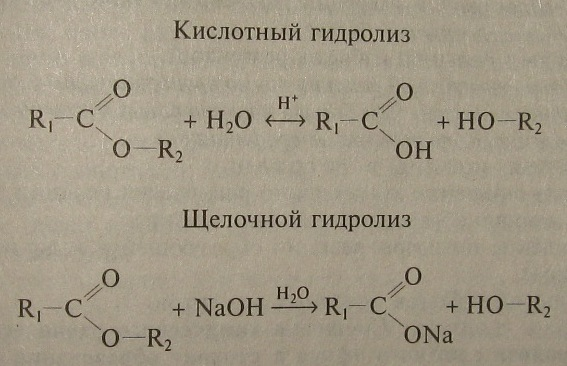 Кислотный гидролиз
O O
R₁—C + H₂O ⟷ H⁺ R₁—C + HO—R₂
O—R₂ OH
Щелочной гидролиз
O O
R₁—C + NaOH ⟶ H₂O R₁—C + HO—R₂
O—R₂ ONa